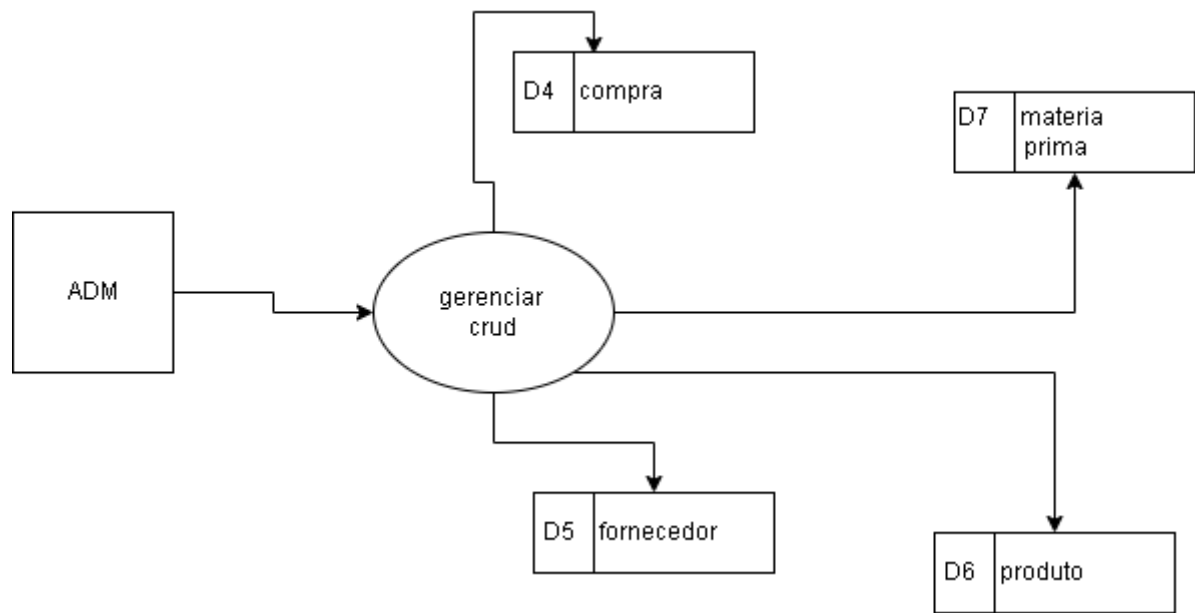 D4 compra
D7 materia
prima
ADM
gerenciar
crud
D5 fornecedor
D6 produto